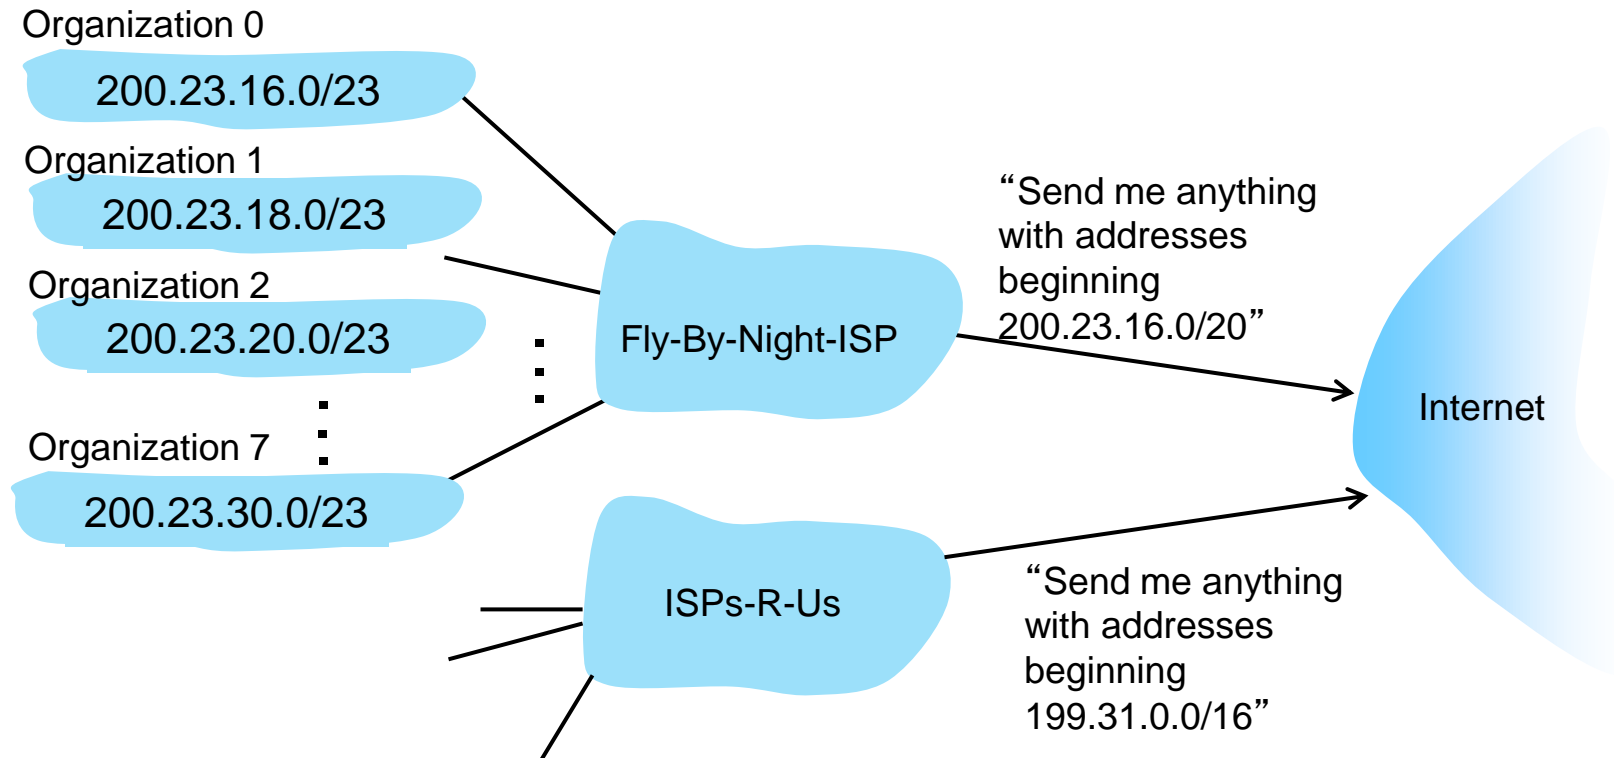 Organization 0
200.23.16.0/23
Organization 1
200.23.18.0/23
Organization 2
200.23.20.0/23
Organization 7
200.23.30.0/23
Fly-By-Night-ISP
“Send me anything
with addresses
beginning
200.23.16.0/20”
Internet
ISPs-R-Us
“Send me anything
with addresses
beginning
199.31.0.0/16”